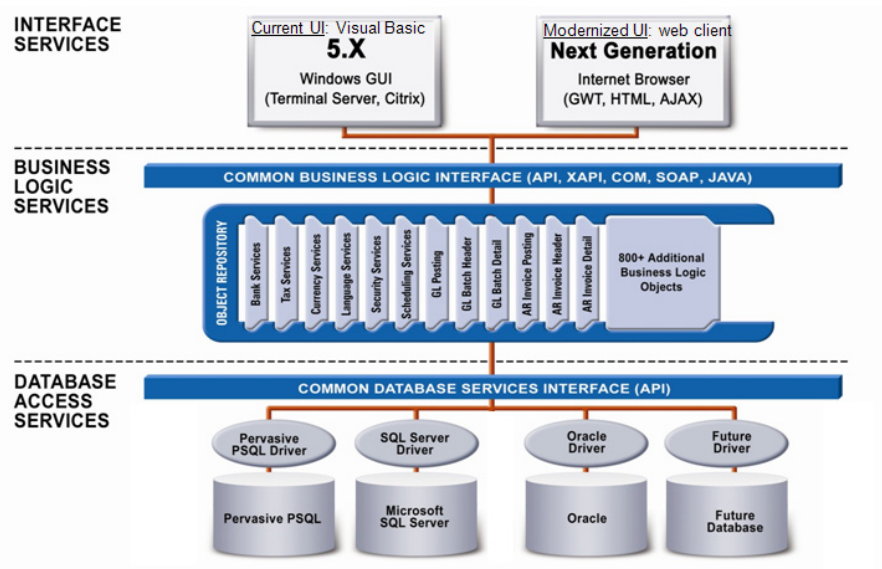 INTERFACE
SERVICES
Current UI: Visual Basic
5.X
Windows GUI
(Terminal Server, Citrix)
Modernized UI: web client
Next Generation
Internet Browser
(GWT, HTML, AJAX)
BUSINESS
LOGIC
SERVICES
COMMON BUSINESS LOGIC INTERFACE (API, XAPI, COM, SOAP, JAVA)
OBJECT REPOSITORY
Bank Services
Tax Services
Currency Services
Language Services
Security Services
Scheduling Services
GL Posting
GL Batch Header
GL Batch Detail
AR Invoice Posting
AR Invoice Header
AR Invoice Detail
800+ Additional
Business Logic
Objects
DATABASE
ACCESS
SERVICES
COMMON DATABASE SERVICES INTERFACE (API)
Pervasive
PSQL Driver
SQL Server
Driver
Oracle
Driver
Future
Driver
Pervasive PSQL
Microsoft
SQL Server
Oracle
Future
Database